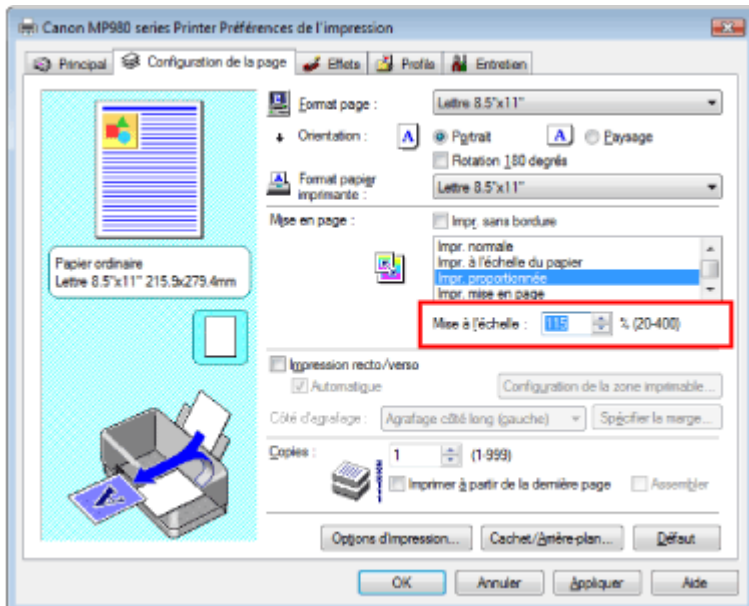 Canon MP980 series Printer Préférences de l'impression
Principal Configuration de la page Effets Profile Entretien
Format page : Lettre 8.5"x11"
Orientation : A Portrait A Paysage
Rotation 180 degrés
Format papier imprimante : Lettre 8.5"x11"
Mise en page : Impr. sans bordure
Impr. normale
Impr. à l'échelle du papier
Impr. proportionnée
Impr. mise en page
Papier ordinaire
Lettre 8.5"x11" 215.9x279.4mm
Mise à l'échelle : 115 % (20-400)
Impression recto/verso
Automatique Configuration de la zone imprimable...
Côté d'agrafage : Agrafage côté long (gauche) Spécifier la marge...
Copies : 1 (1-999)
Imprimer à partir de la dernière page Assembler
Options d'impression... Cachet/Arrière-plan... Défaut
OK Annuler Appliquer Aide